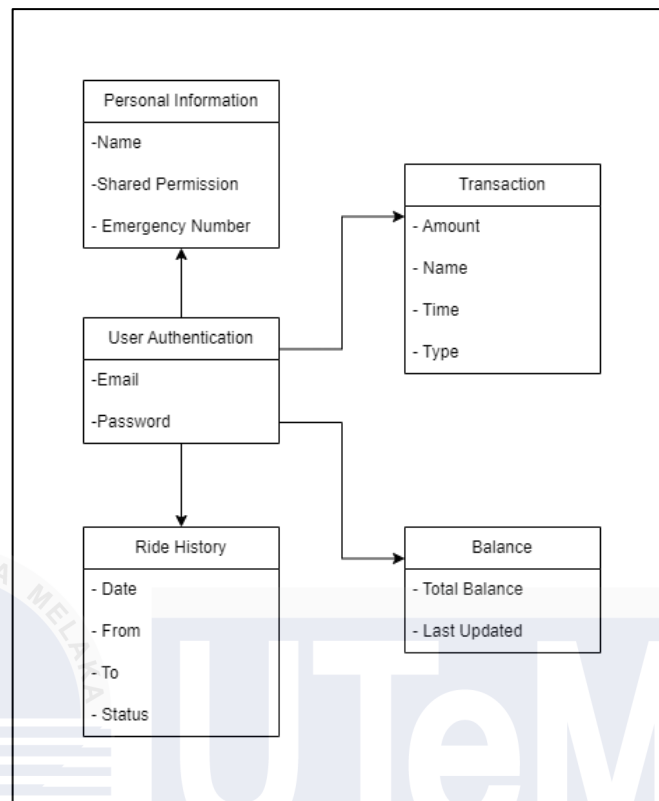 Personal Information
-Name
-Shared Permission
- Emergency Number
Transaction
- Amount
- Name
- Time
- Type
User Authentication
-Email
-Password
Ride History
- Date
- From
- To
- Status
Balance
- Total Balance
- Last Updated
MELAKA
UTeM